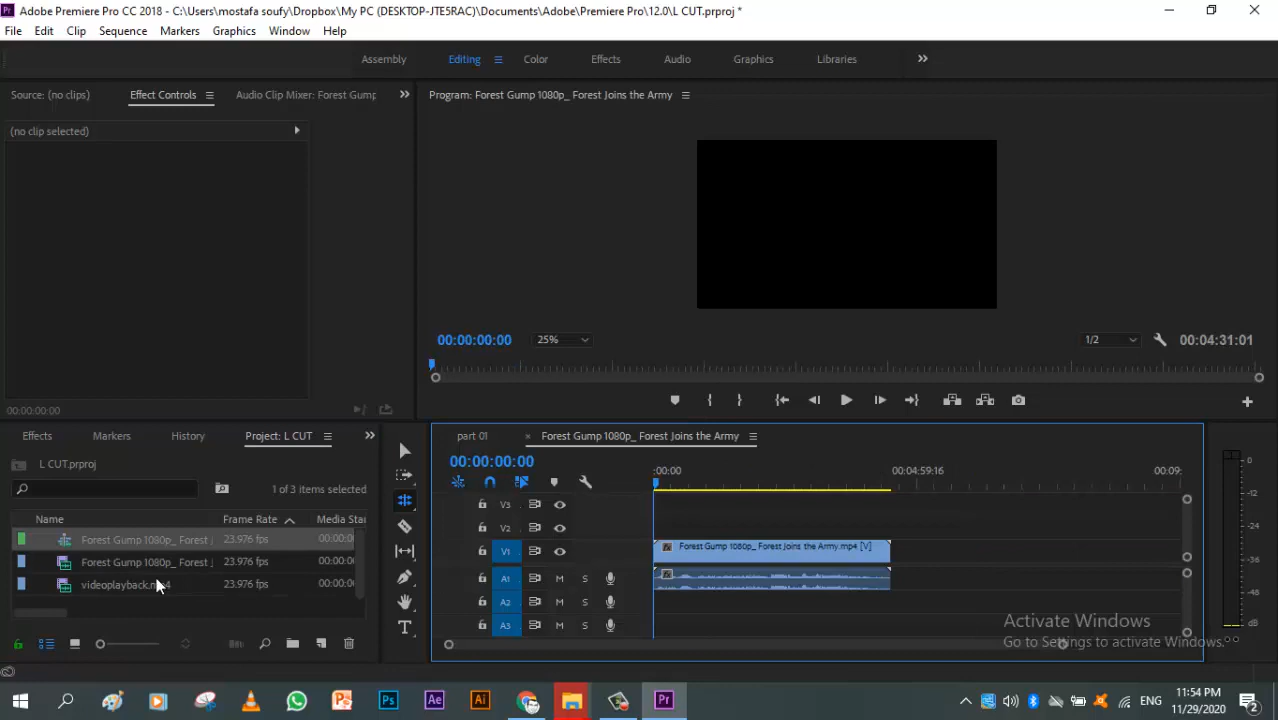 Adobe Premiere Pro CC 2018 - C:\Users\mostafa soufy\Dropbox\My PC (DESKTOP-JTE5RAC)\Documents\Adobe\Premiere Pro\12.0\L CUT.prproj *
File Edit Clip Sequence Markers Graphics Window Help
Assembly Editing Color Effects Audio Graphics Libraries
Source: (no clips) Effect Controls Audio Clip Mixer: Forest Gump
Program: Forest Gump 1080p_ Forest Joins the Army
(no clip selected)
00:00:00:00 25% 1/2 00:04:31:01
00:00:00:00
Effects Markers History Project: L CUT
part 01 × Forest Gump 1080p_ Forest Joins the Army
L CUT.prproj
00:00:00:00
:00:00 00:04:59:16 00:09:
1 of 3 items selected
Name Frame Rate Media Star
Forest Gump 1080p_ Forest J 23.976 fps 00:00:0
Forest Gump 1080p_ Forest J 23.976 fps 00:00:0
videoplayback.mp4 23.976 fps 00:00:0
V3
V2
V1 Forest Gump 1080p_ Forest Joins the Army.mp4 [V]
A1 M S
A2 M S
A3 M S
0
-12
-24
-36
-48
dB
Activate Windows
Go to Settings to activate Windows.
Ps Ae Ai Pr
ENG
11:54 PM
11/29/2020
2